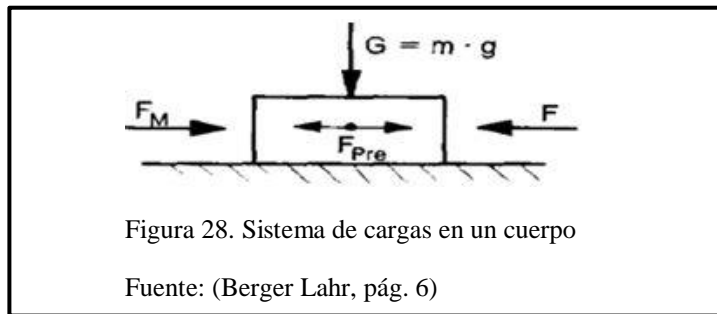 G = m · g
F_M
F
F_Pre
Figura 28. Sistema de cargas en un cuerpo
Fuente: (Berger Lahr, pág. 6)